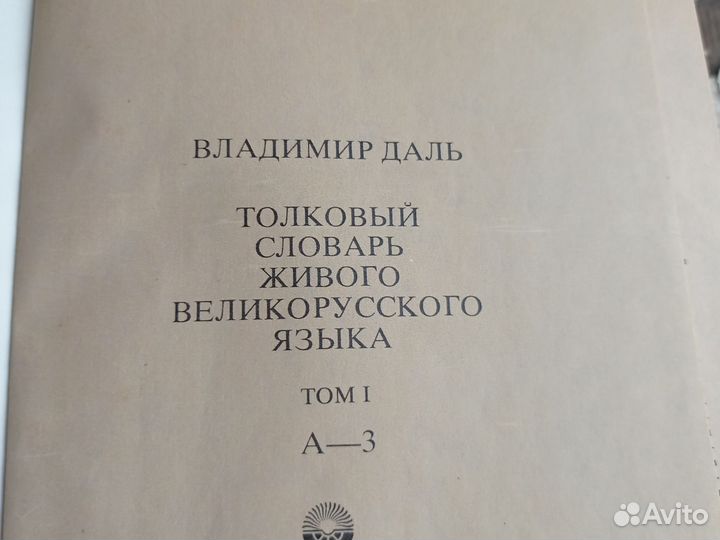 ВЛАДИМИР ДАЛЬ
ТОЛКОВЫЙ
СЛОВАРЬ
ЖИВОГО
ВЕЛИКОРУССКОГО
ЯЗЫКА
ТОМ I
А—З
Avito